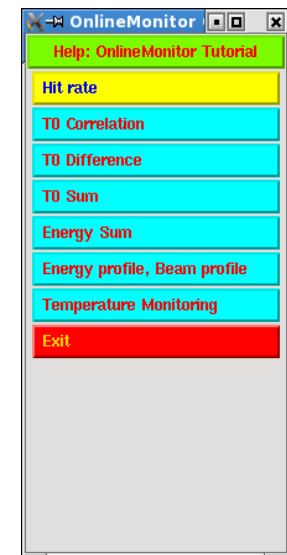 OnlineMonitor
Help: OnlineMonitor Tutorial
Hit rate
T0 Correlation
T0 Difference
T0 Sum
Energy Sum
Energy profile, Beam profile
Temperature Monitoring
Exit